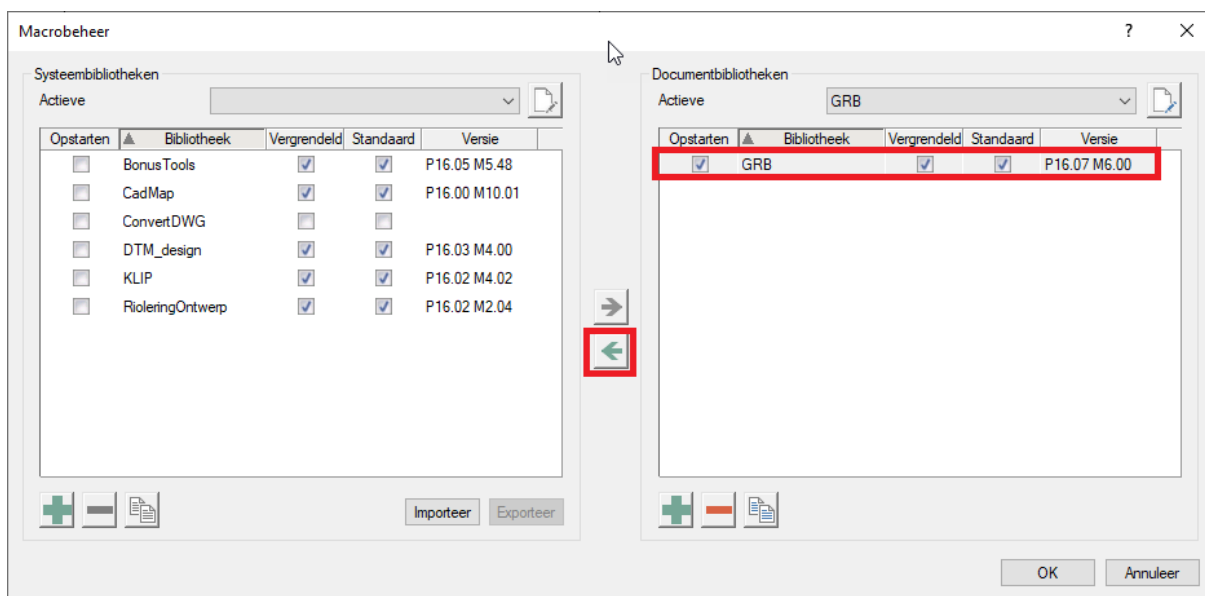 Macrobeheer ?
Systeembibliotheken
Actieve
Opstarten Bibliotheek Vergrendeld Standaard Versie
BonusTools P16.05 M5.48
CadMap P16.00 M10.01
ConvertDWG
DTM_design P16.03 M4.00
KLIP P16.02 M4.02
RioleringOntwerp P16.02 M2.04
Importeer Exporteer
Documentbibliotheken
Actieve GRB
Opstarten Bibliotheek Vergrendeld Standaard Versie
GRB P16.07 M6.00
OK Annuleer